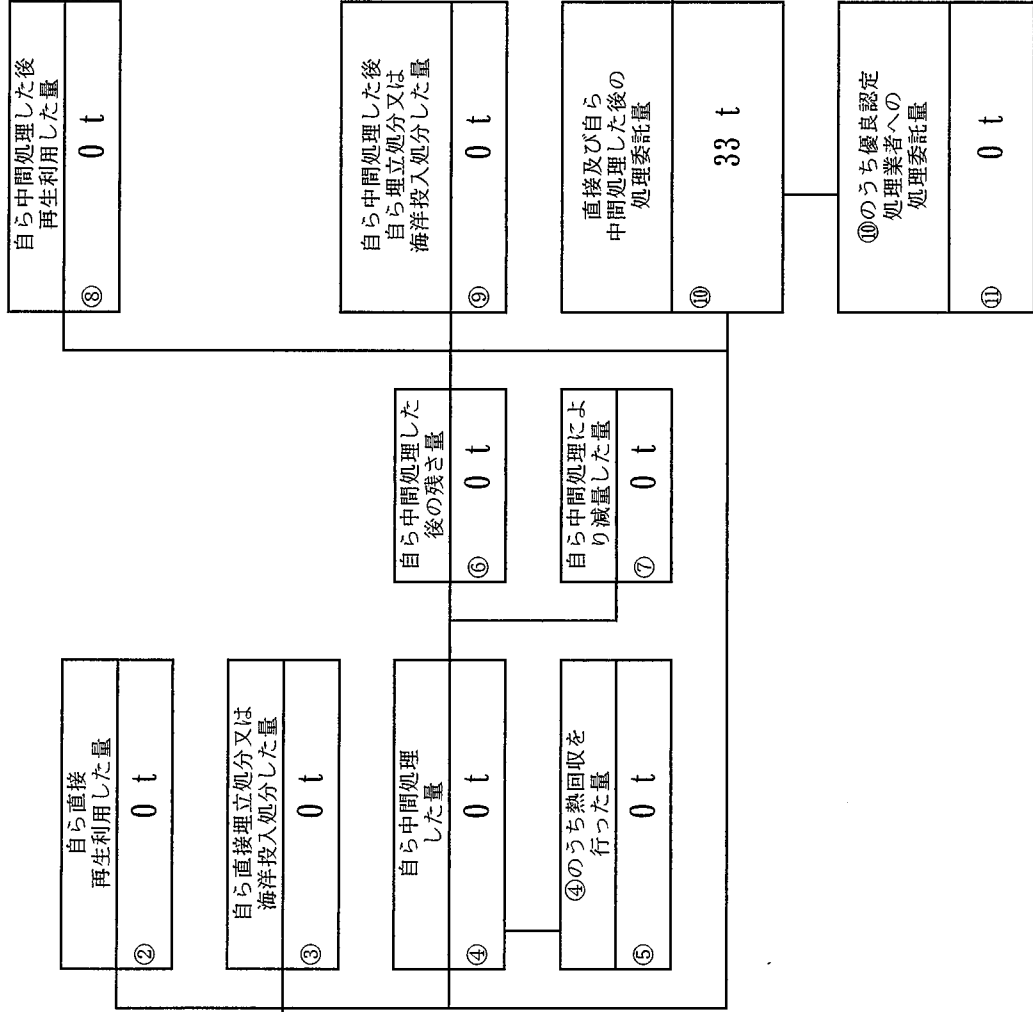 自ら直接
再生利用した量
② 0 t
自ら直接埋立処分又は
海洋投入処分した量
③ 0 t
自ら中間処理
した量
④ 0 t
④のうち熱回収を
行った量
⑤ 0 t
自ら中間処理した
後の残さ量
⑥ 0 t
自ら中間処理によ
り減量した量
⑦ 0 t
自ら中間処理した後
再生利用した量
⑧ 0 t
自ら中間処理した後
自ら埋立処分又は
海洋投入処分した量
⑨ 0 t
直接及び自ら
中間処理した後の
処理委託量
⑩ 33 t
⑩のうち優良認定
処理業者への
処理委託量
⑪ 0 t